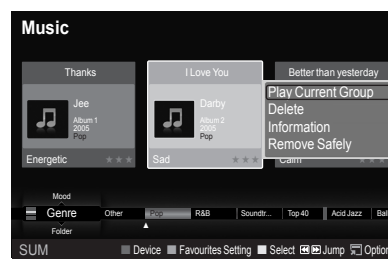 Music
Thanks
I Love You
Better than yesterday
Jee
Album 1
2005
Pop
Darby
Album 2
2005
Pop
Play Current Group
Delete
Information
Remove Safely
Energetic
Sad
Calm
Mood
Genre
Other
Pop
R&B
Soundtr...
Top 40
Acid Jazz
Bal
Folder
SUM
Device
Favourites Setting
Select
Jump
Option